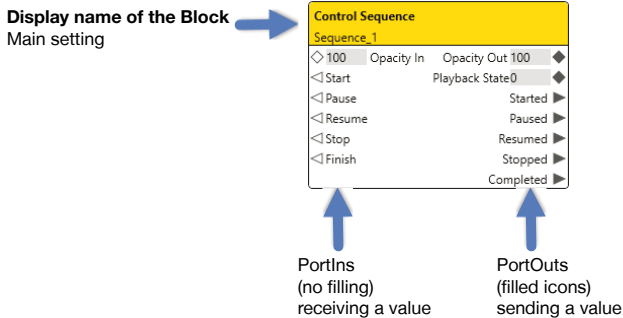 Display name of the Block
Main setting
Control Sequence
Sequence_1
100 Opacity In Opacity Out 100
Start Playback State 0
Pause Started
Resume Paused
Stop Resumed
Finish Stopped
Completed
PortIns PortOuts
(no filling) (filled icons)
receiving a value sending a value